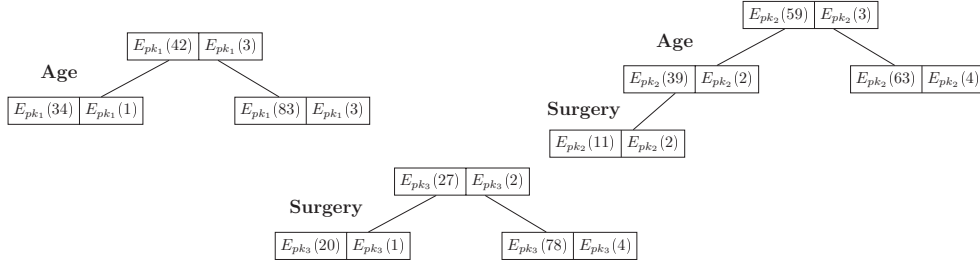 E_{pk_1}(42) E_{pk_1}(3)
Age
E_{pk_1}(34) E_{pk_1}(1)
E_{pk_1}(83) E_{pk_1}(3)
E_{pk_2}(59) E_{pk_2}(3)
Age
E_{pk_2}(39) E_{pk_2}(2)
E_{pk_2}(63) E_{pk_2}(4)
Surgery
E_{pk_2}(11) E_{pk_2}(2)
E_{pk_3}(27) E_{pk_3}(2)
Surgery
E_{pk_3}(20) E_{pk_3}(1)
E_{pk_3}(78) E_{pk_3}(4)